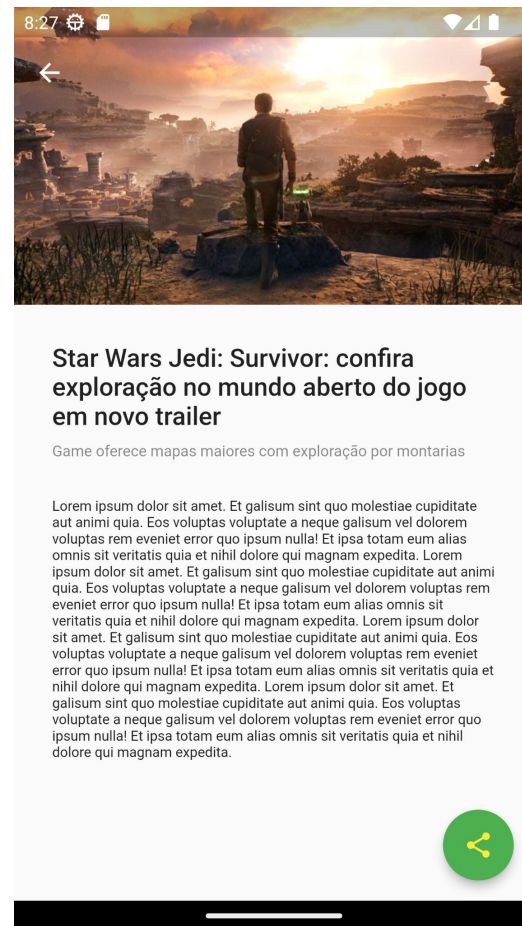 8:27
Star Wars Jedi: Survivor: confira
exploração no mundo aberto do jogo
em novo trailer
Game oferece mapas maiores com exploração por montarias
Lorem ipsum dolor sit amet. Et galisum sint quo molestiae cupiditate
aut animi quia. Eos voluptas voluptate a neque galisum vel dolorem
voluptas rem eveniet error quo ipsum nulla! Et ipsa totam eum alias
omnis sit veritatis quia et nihil dolore qui magnam expedita. Lorem
ipsum dolor sit amet. Et galisum sint quo molestiae cupiditate aut animi
quia. Eos voluptas voluptate a neque galisum vel dolorem voluptas rem
eveniet error quo ipsum nulla! Et ipsa totam eum alias omnis sit
veritatis quia et nihil dolore qui magnam expedita. Lorem ipsum dolor
sit amet. Et galisum sint quo molestiae cupiditate aut animi quia. Eos
voluptas voluptate a neque galisum vel dolorem voluptas rem eveniet
error quo ipsum nulla! Et ipsa totam eum alias omnis sit veritatis quia et
nihil dolore qui magnam expedita. Lorem ipsum dolor sit amet. Et
galisum sint quo molestiae cupiditate aut animi quia. Eos voluptas
voluptate a neque galisum vel dolorem voluptas rem eveniet error quo
ipsum nulla! Et ipsa totam eum alias omnis sit veritatis quia et nihil
dolore qui magnam expedita.